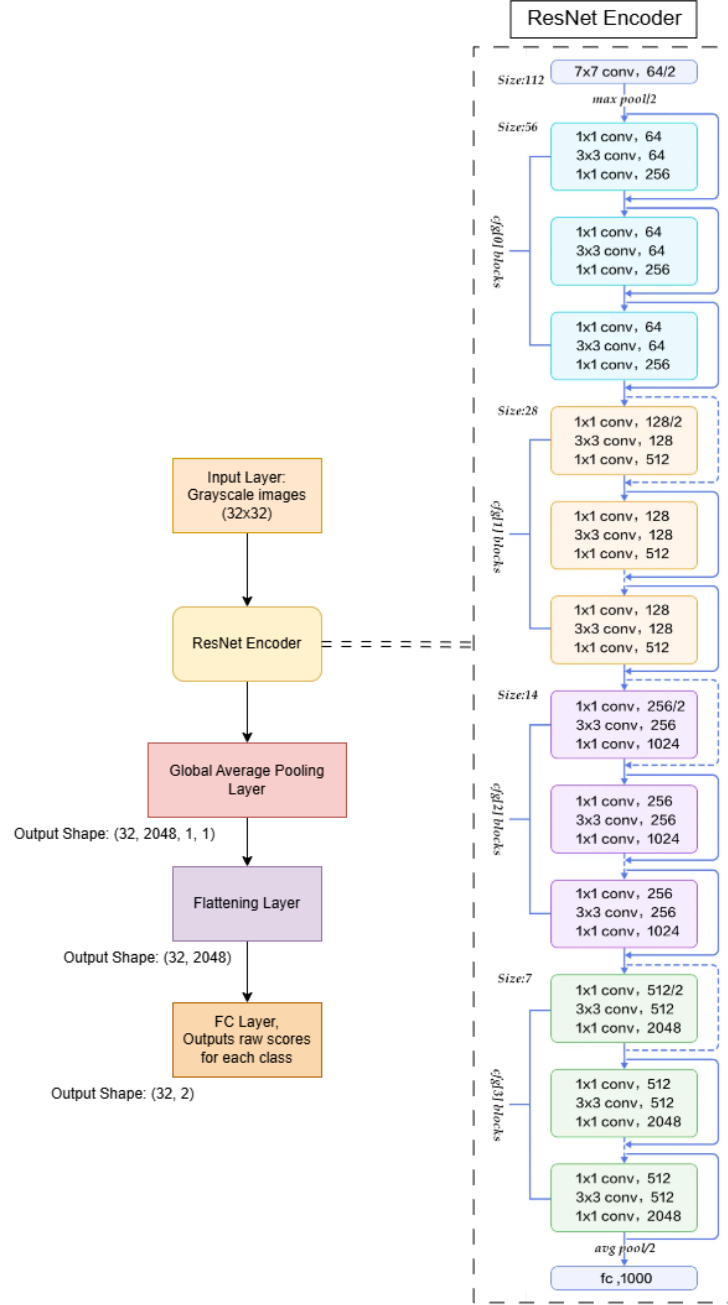 ResNet Encoder
Size:112
7x7 conv, 64/2
max pool/2
Size:56
1x1 conv, 64
3x3 conv, 64
1x1 conv, 256
cfg[0] blocks
1x1 conv, 64
3x3 conv, 64
1x1 conv, 256
1x1 conv, 64
3x3 conv, 64
1x1 conv, 256
Size:28
1x1 conv, 128/2
3x3 conv, 128
1x1 conv, 512
cfg[1] blocks
1x1 conv, 128
3x3 conv, 128
1x1 conv, 512
1x1 conv, 128
3x3 conv, 128
1x1 conv, 512
Size:14
1x1 conv, 256/2
3x3 conv, 256
1x1 conv, 1024
cfg[2] blocks
1x1 conv, 256
3x3 conv, 256
1x1 conv, 1024
1x1 conv, 256
3x3 conv, 256
1x1 conv, 1024
Size:7
1x1 conv, 512/2
3x3 conv, 512
1x1 conv, 2048
cfg[3] blocks
1x1 conv, 512
3x3 conv, 512
1x1 conv, 2048
1x1 conv, 512
3x3 conv, 512
1x1 conv, 2048
avg pool/2
fc ,1000
Input Layer:
Grayscale images
(32x32)
ResNet Encoder
Global Average Pooling
Layer
Output Shape: (32, 2048, 1, 1)
Flattening Layer
Output Shape: (32, 2048)
FC Layer,
Outputs raw scores
for each class
Output Shape: (32, 2)